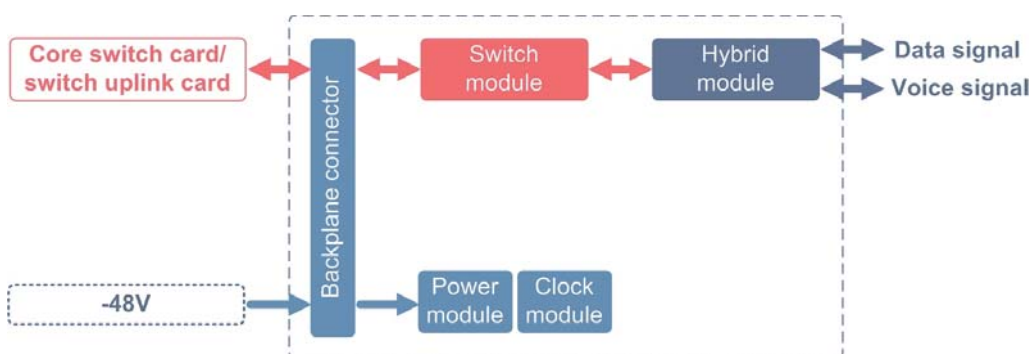 Core switch card/
switch uplink card
Backplane connector
Switch
module
Hybrid
module
Data signal
Voice signal
-48V
Power
module
Clock
module